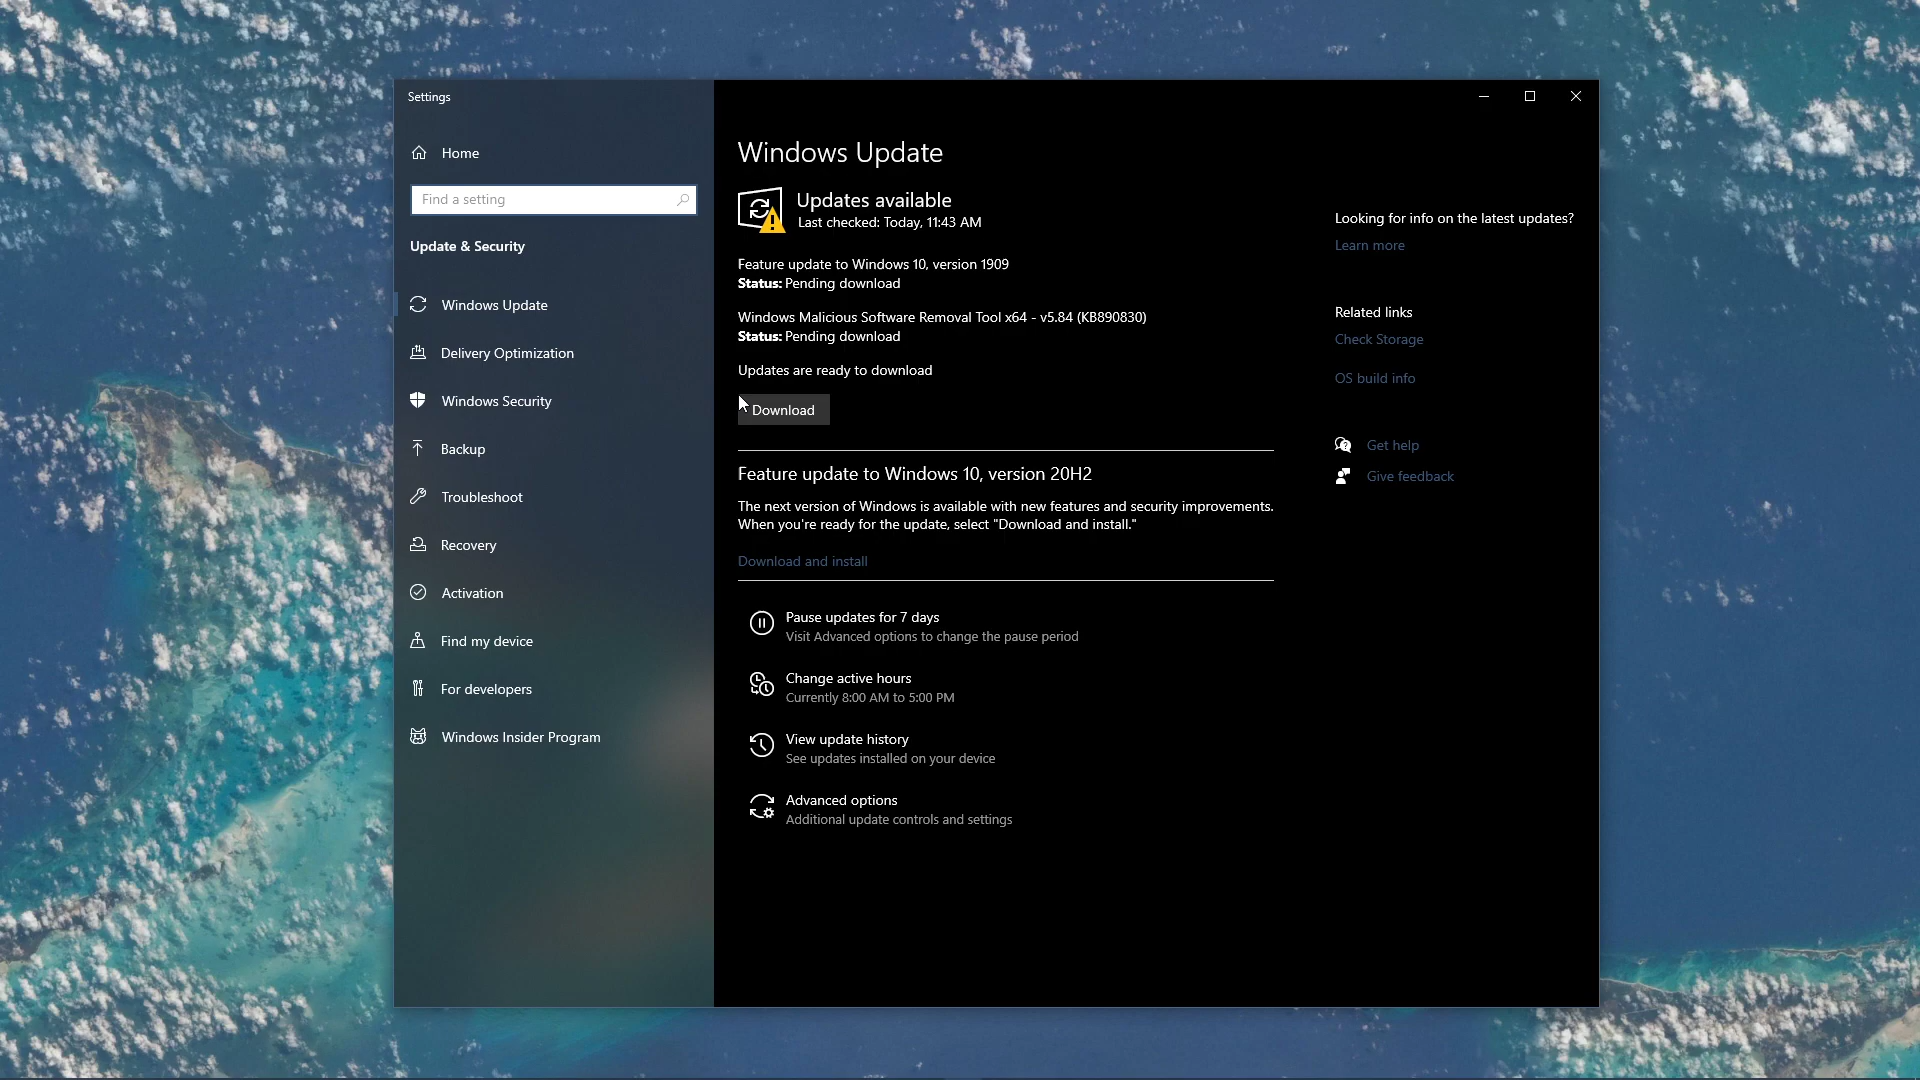 Settings
Home
Find a setting
Update & Security
Windows Update
Delivery Optimization
Windows Security
Backup
Troubleshoot
Recovery
Activation
Find my device
For developers
Windows Insider Program
Windows Update
Updates available
Last checked: Today, 11:43 AM
Feature update to Windows 10, version 1909
Status: Pending download
Windows Malicious Software Removal Tool x64 - v5.84 (KB890830)
Status: Pending download
Updates are ready to download
Download
Feature update to Windows 10, version 20H2
The next version of Windows is available with new features and security improvements.
When you're ready for the update, select "Download and install."
Download and install
Pause updates for 7 days
Visit Advanced options to change the pause period
Change active hours
Currently 8:00 AM to 5:00 PM
View update history
See updates installed on your device
Advanced options
Additional update controls and settings
Looking for info on the latest updates?
Learn more
Related links
Check Storage
OS build info
Get help
Give feedback